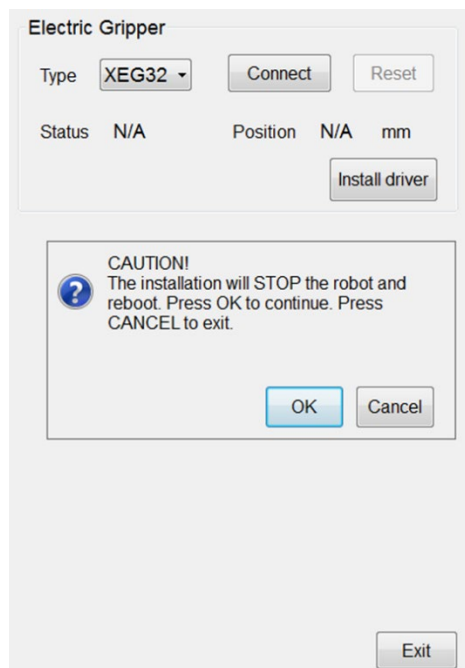 Electric Gripper
Type XEG32 Connect Reset
Status N/A Position N/A mm
Install driver
CAUTION!
The installation will STOP the robot and
reboot. Press OK to continue. Press
CANCEL to exit.
OK Cancel
Exit